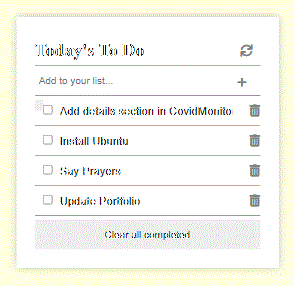 Today's To Do
Add to your list...
Add details section in CovidMonitor
Install Ubuntu
Say Prayers
Update Portfolio
Clear all completed